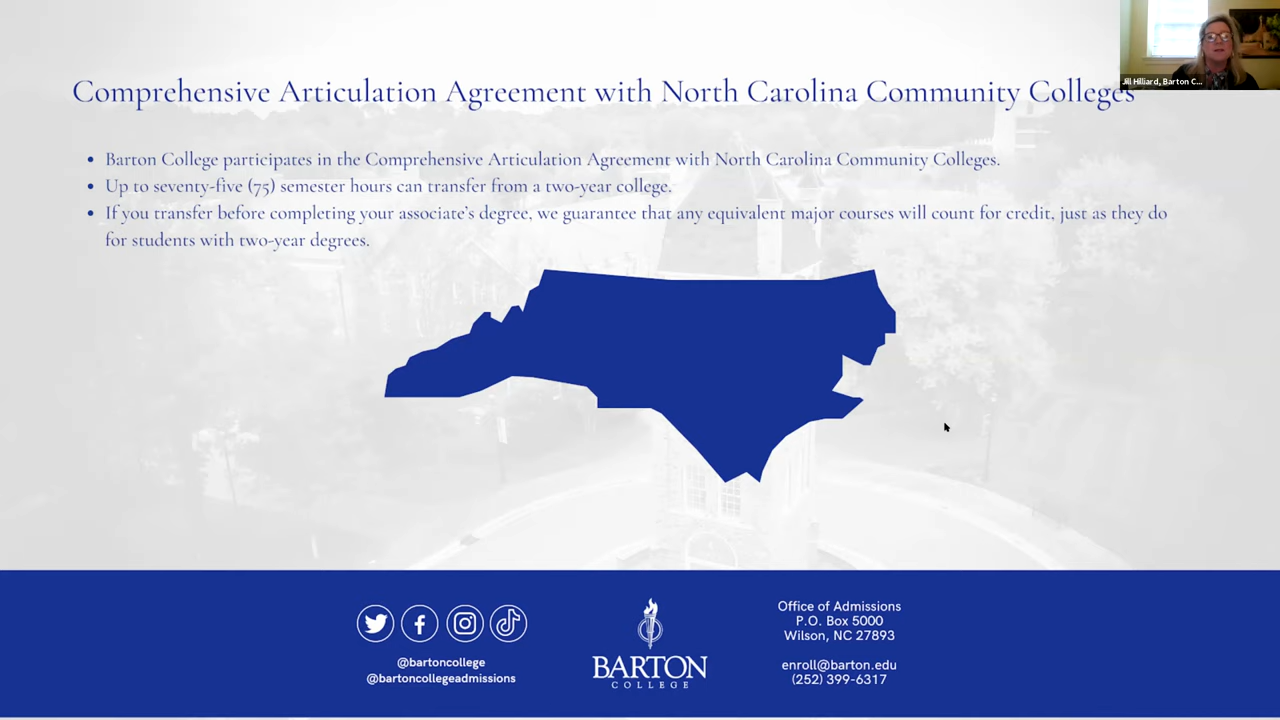 Jill Hilliard, Barton C...
Comprehensive Articulation Agreement with North Carolina Community Colleges
• Barton College participates in the Comprehensive Articulation Agreement with North Carolina Community Colleges.
• Up to seventy-five (75) semester hours can transfer from a two-year college.
• If you transfer before completing your associate's degree, we guarantee that any equivalent major courses will count for credit, just as they do
for students with two-year degrees.
@bartoncollege
@bartoncollegeadmissions
BARTON
COLLEGE
Office of Admissions
P.O. Box 5000
Wilson, NC 27893
enroll@barton.edu
(252) 399-6317